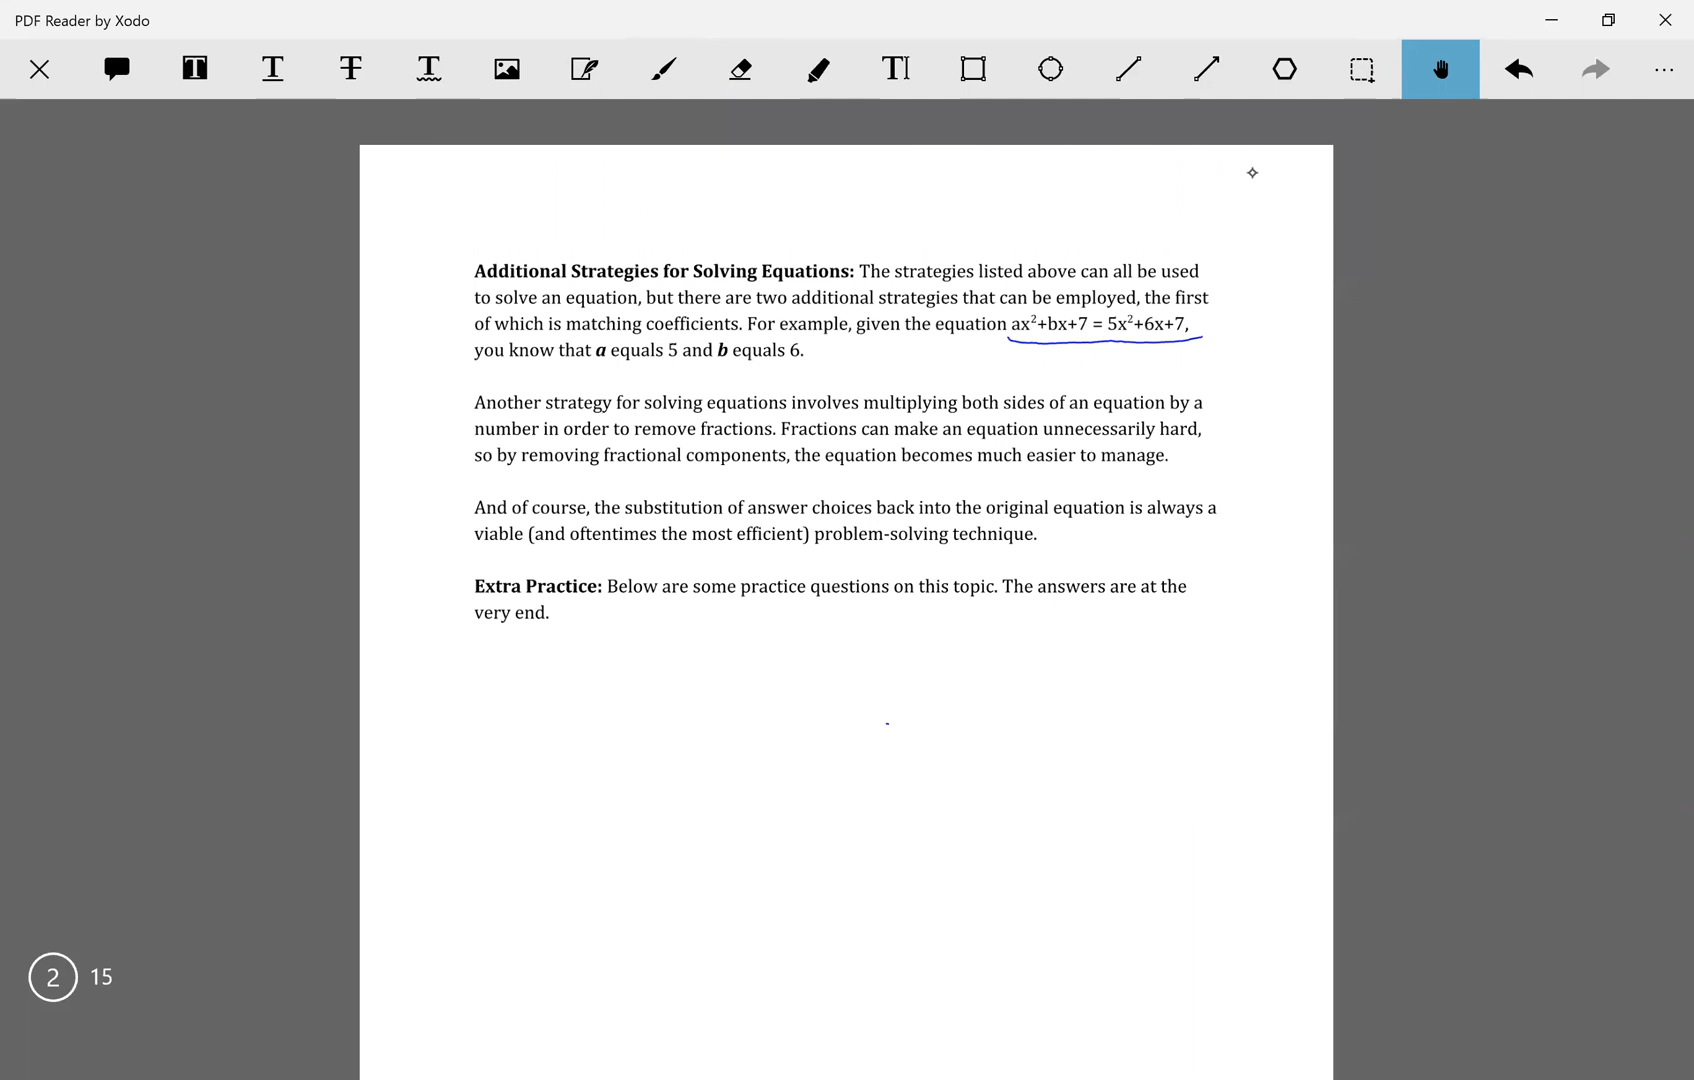 PDF Reader by Xodo
Additional Strategies for Solving Equations: The strategies listed above can all be used
to solve an equation, but there are two additional strategies that can be employed, the first
of which is matching coefficients. For example, given the equation ax²+bx+7 = 5x²+6x+7,
you know that a equals 5 and b equals 6.
Another strategy for solving equations involves multiplying both sides of an equation by a
number in order to remove fractions. Fractions can make an equation unnecessarily hard,
so by removing fractional components, the equation becomes much easier to manage.
And of course, the substitution of answer choices back into the original equation is always a
viable (and oftentimes the most efficient) problem-solving technique.
Extra Practice: Below are some practice questions on this topic. The answers are at the
very end.
2 15